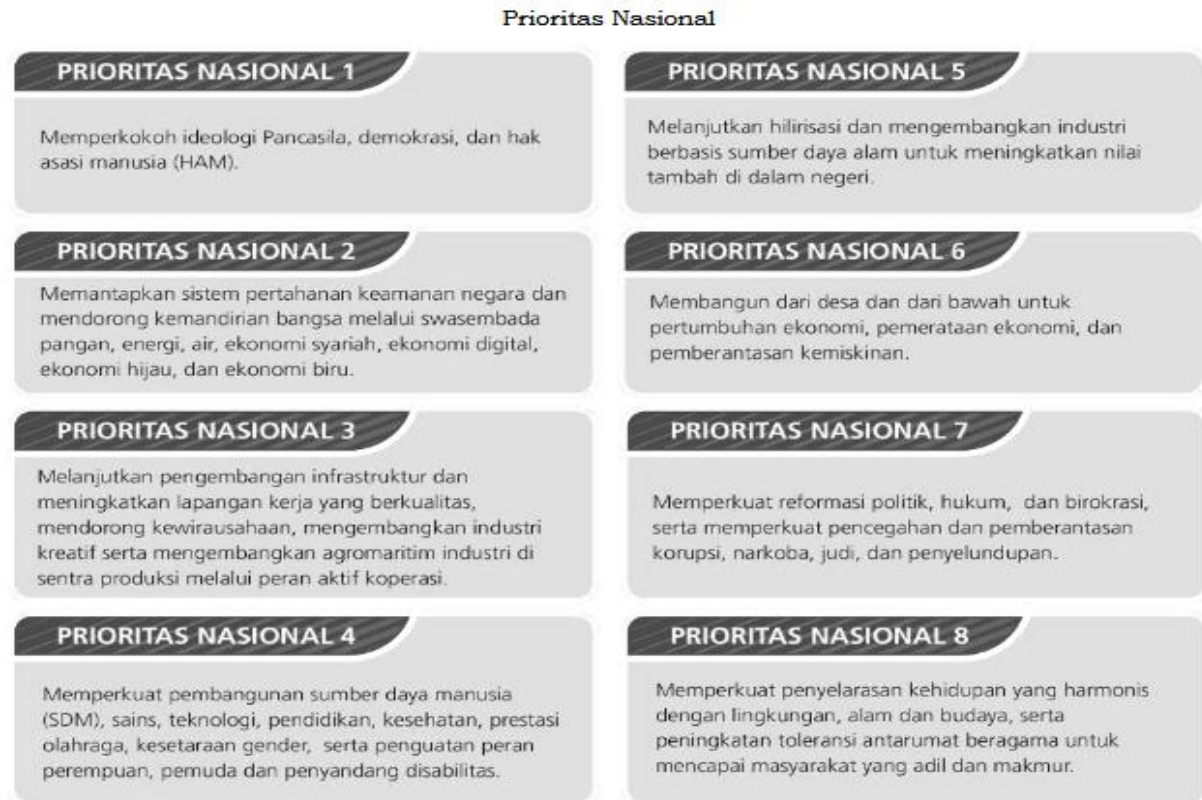 Prioritas Nasional
PRIORITAS NASIONAL 1
Memperkokoh ideologi Pancasila, demokrasi, dan hak
asasi manusia (HAM).
PRIORITAS NASIONAL 2
Memantapkan sistem pertahanan keamanan negara dan
mendorong kemandirian bangsa melalui swasembada
pangan, energi, air, ekonomi syariah, ekonomi digital,
ekonomi hijau, dan ekonomi biru.
PRIORITAS NASIONAL 3
Melanjutkan pengembangan infrastruktur dan
meningkatkan lapangan kerja yang berkualitas,
mendorong kewirausahaan, mengembangkan industri
kreatif serta mengembangkan agromaritim industri di
sentra produksi melalui peran aktif koperasi.
PRIORITAS NASIONAL 4
Memperkuat pembangunan sumber daya manusia
(SDM), sains, teknologi, pendidikan, kesehatan, prestasi
olahraga, kesetaraan gender, serta penguatan peran
perempuan, pemuda dan penyandang disabilitas.
PRIORITAS NASIONAL 5
Melanjutkan hilirisasi dan mengembangkan industri
berbasis sumber daya alam untuk meningkatkan nilai
tambah di dalam negeri.
PRIORITAS NASIONAL 6
Membangun dari desa dan dari bawah untuk
pertumbuhan ekonomi, pemerataan ekonomi, dan
pemberantasan kemiskinan.
PRIORITAS NASIONAL 7
Memperkuat reformasi politik, hukum, dan birokrasi,
serta memperkuat pencegahan dan pemberantasan
korupsi, narkoba, judi, dan penyelundupan.
PRIORITAS NASIONAL 8
Memperkuat penyelarasan kehidupan yang harmonis
dengan lingkungan, alam dan budaya, serta
peningkatan toleransi antarumat beragama untuk
mencapai masyarakat yang adil dan makmur.